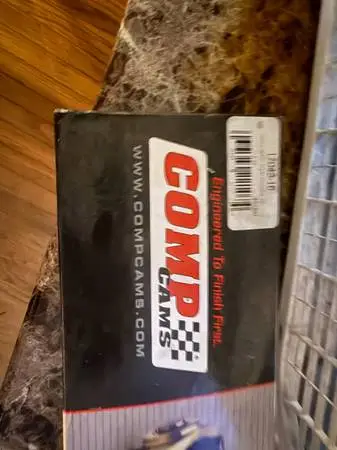 Engineered To Finish First.
COMP
CAMS
®
WWW.COMPCAMS.COM